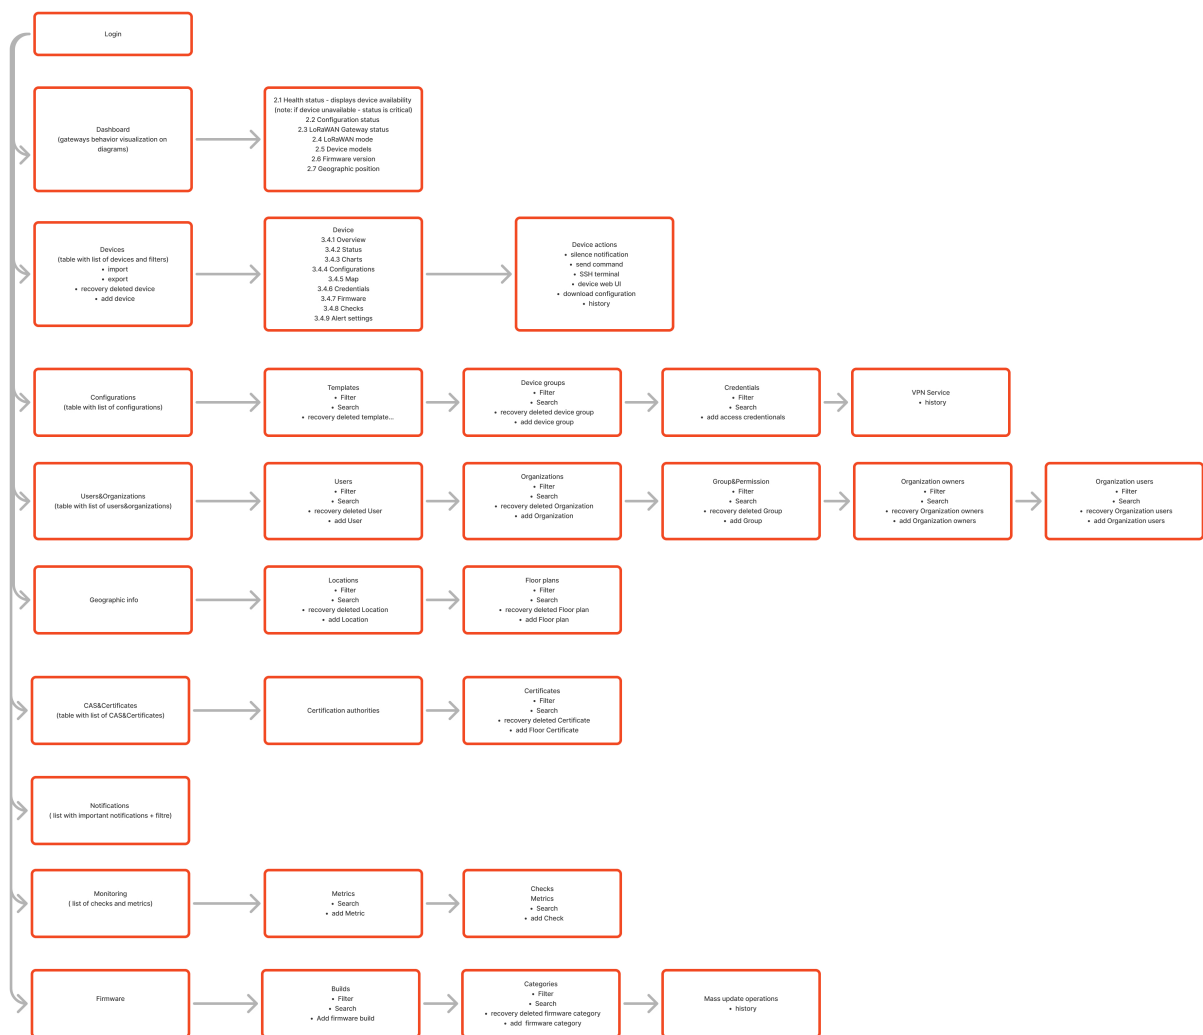 Login
Dashboard
(gateways behavior visualization on
diagrams)
2.1 Health status - displays device availability
(note: if device unavailable - status is critical)
2.2 Configuration status
2.3 LoRaWAN Gateway status
2.4 LoRaWAN mode
2.5 Device models
2.6 Firmware version
2.7 Geographic position
Devices
(table with list of devices and filters)
• import
• export
• recovery deleted device
• add device
Device
3.4.1 Overview
3.4.2 Status
3.4.3 Charts
3.4.4 Configurations
3.4.5 Map
3.4.6 Credentials
3.4.7 Firmware
3.4.8 Checks
3.4.9 Alert settings
Device actions
• silence notification
• send command
• SSH terminal
• device web UI
• download configuration
• history
Configurations
(table with list of configurations)
Templates
• Filter
• Search
• recovery deleted template...
Device groups
• Filter
• Search
• recovery deleted device group
• add device group
Credentials
• Filter
• Search
• add access credentionals
VPN Service
• history
Users&Organizations
(table with list of users&organizations)
Users
• Filter
• Search
• recovery deleted User
• add User
Organizations
• Filter
• Search
• recovery deleted Organization
• add Organization
Group&Permission
• Filter
• Search
• recovery deleted Group
• add Group
Organization owners
• Filter
• Search
• recovery Organization owners
• add Organization owners
Organization users
• Filter
• Search
• recovery Organization users
• add Organization users
Geographic info
Locations
• Filter
• Search
• recovery deleted Location
• add Location
Floor plans
• Filter
• Search
• recovery deleted Floor plan
• add Floor plan
CAS&Certificates
(table with list of CAS&Certificates)
Certification authorities
Certificates
• Filter
• Search
• recovery deleted Certificate
• add Floor Certificate
Notifications
( list with important notifications + filtre)
Monitoring
( list of checks and metrics)
Metrics
• Search
• add Metric
Checks
Metrics
• Search
• add Check
Firmware
Builds
• Filter
• Search
• Add firmware build
Categories
• Filter
• Search
• recovery deleted firmware category
• add firmware category
Mass update operations
• history